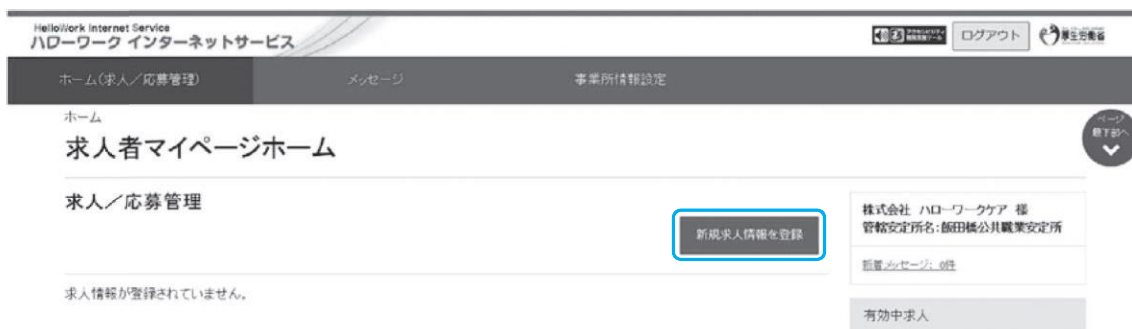 HelloWork Internet Service
ハローワーク インターネットサービス
ログアウト
厚生労働省
ホーム(求人／応募管理)
メッセージ
事業所情報設定
ホーム
ページ
最下部へ
求人者マイページホーム
求人／応募管理
新規求人情報を登録
株式会社 ハローワークケア 様
管轄安定所名：飯田橋公共職業安定所
新着メッセージ: 0件
求人情報が登録されていません。
有効中求人